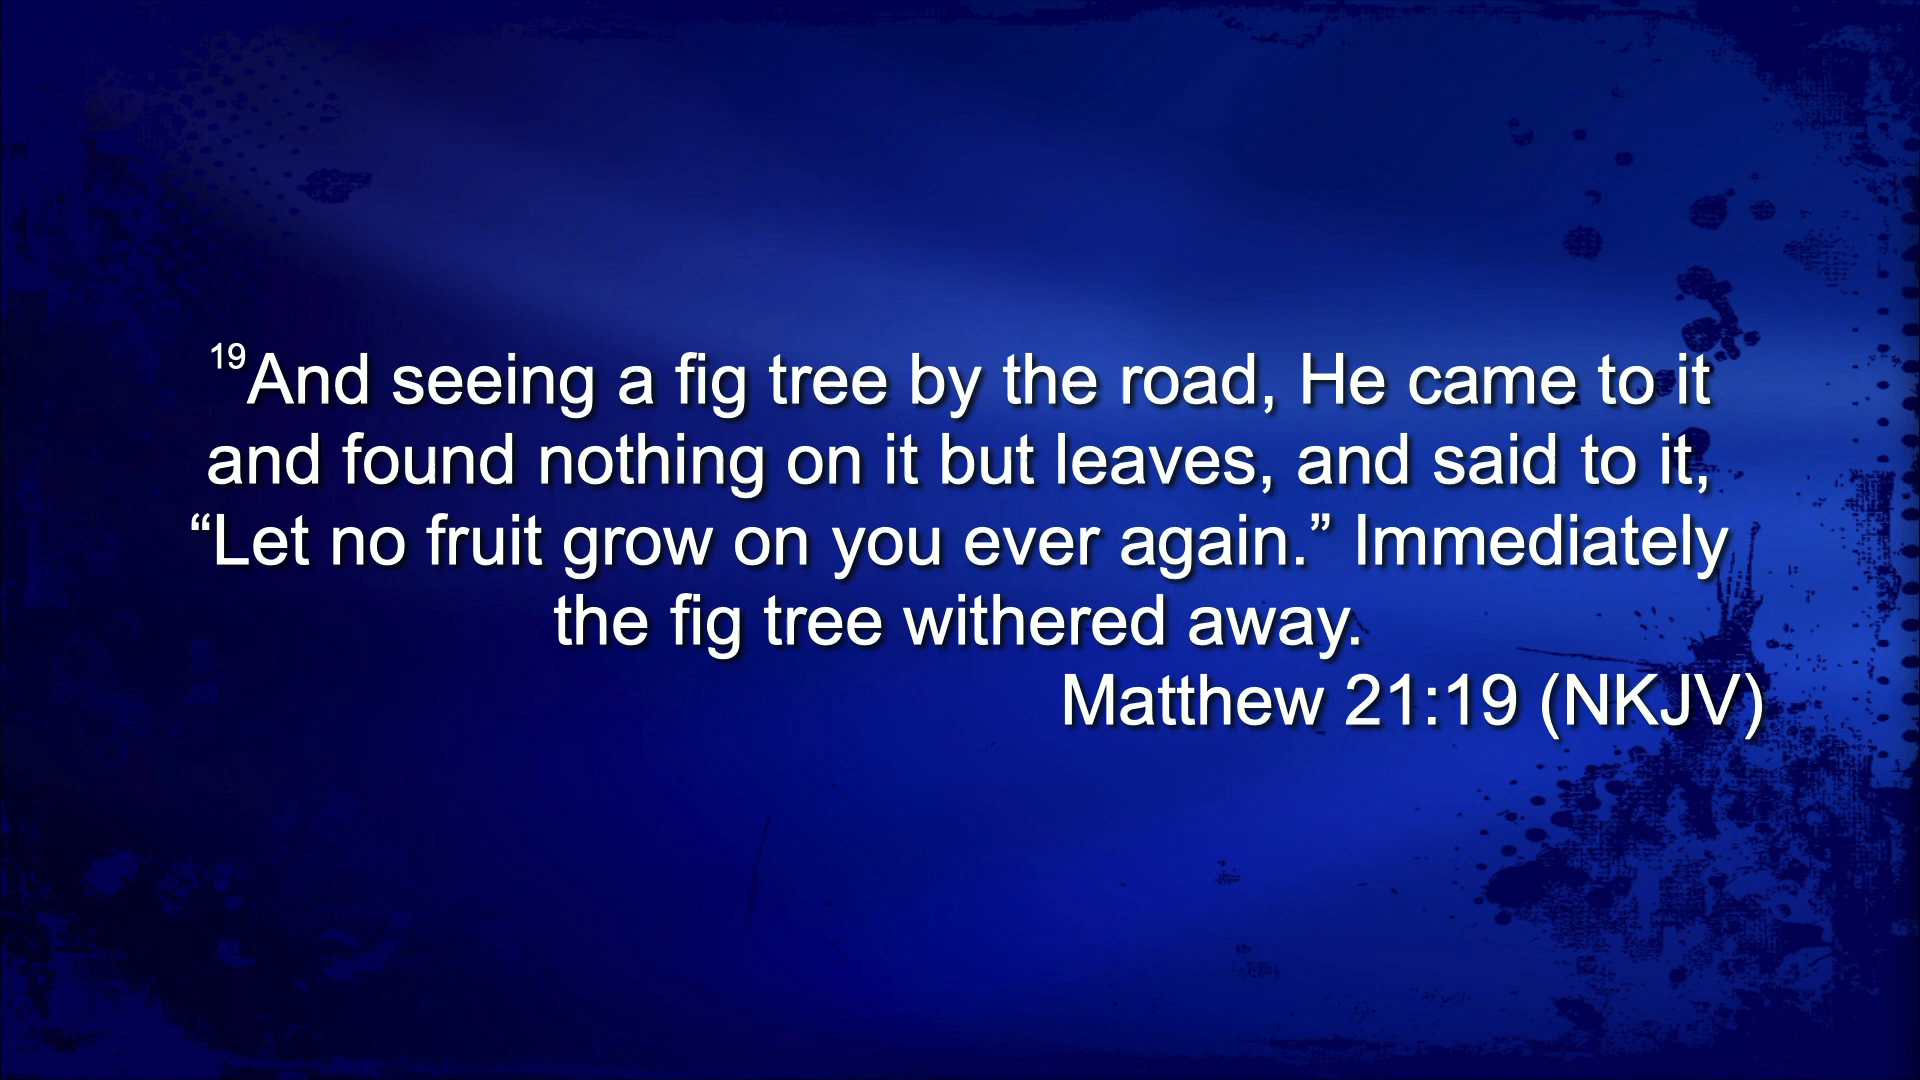 19And seeing a fig tree by the road, He came to it
and found nothing on it but leaves, and said to it,
“Let no fruit grow on you ever again.” Immediately
the fig tree withered away.
Matthew 21:19 (NKJV)